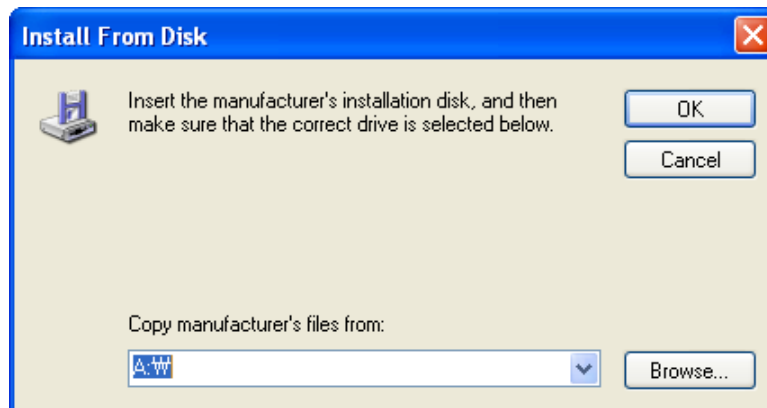 Install From Disk
Insert the manufacturer's installation disk, and then
make sure that the correct drive is selected below.
OK
Cancel
Copy manufacturer's files from:
A:₩
Browse...